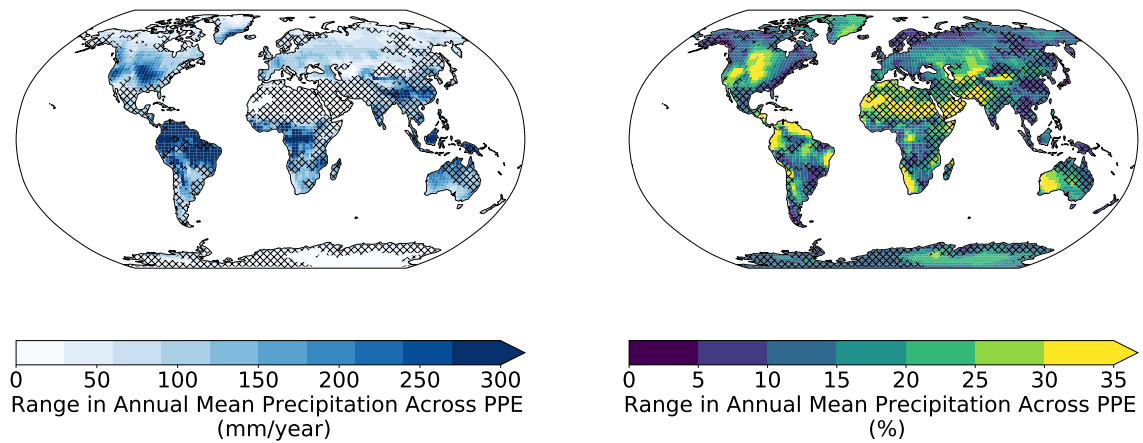 0 50 100 150 200 250 300
Range in Annual Mean Precipitation Across PPE
(mm/year)
0 5 10 15 20 25 30 35
Range in Annual Mean Precipitation Across PPE
(%)